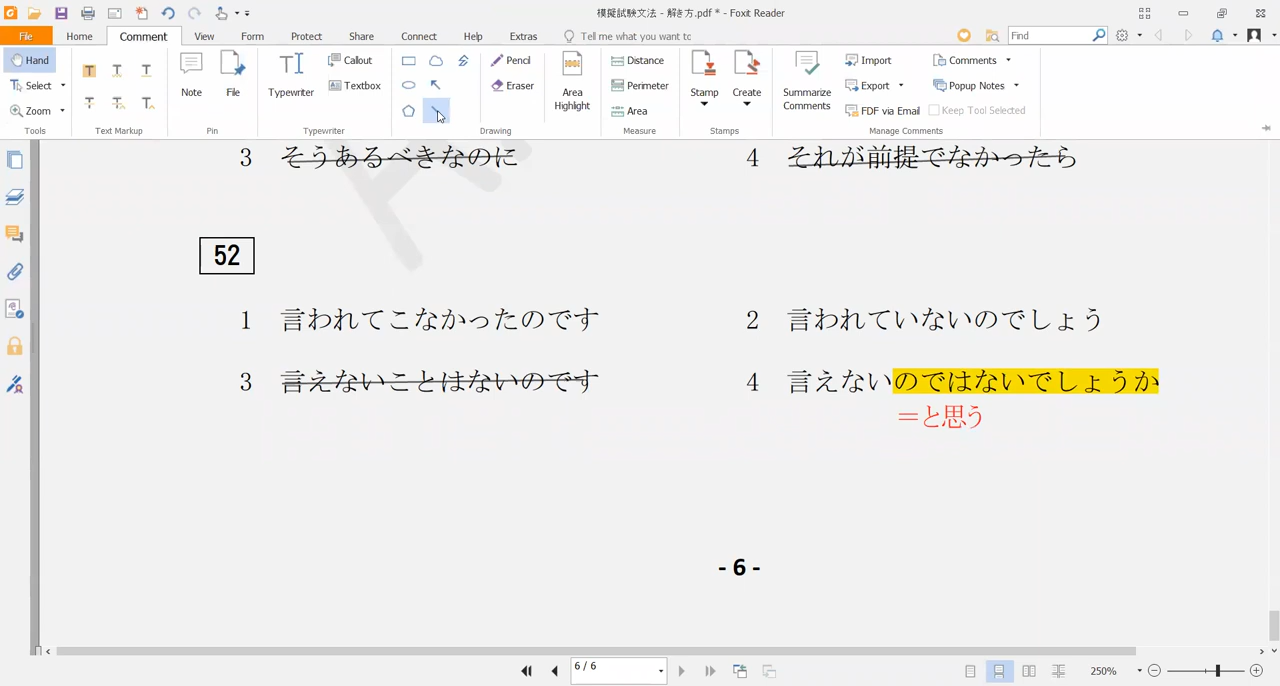 模擬試験文法 - 解き方.pdf * - Foxit Reader
File Home Comment View Form Protect Share Connect Help Extras Tell me what you want to Find
Hand Select Zoom Tools
Text Markup
Note File Pin
Typewriter Callout Textbox Typewriter
Drawing Pencil Eraser
Area Highlight
Distance Perimeter Area Measure
Stamp Create Stamps
Summarize Comments Import Export FDF via Email Comments Popup Notes Keep Tool Selected Manage Comments
3 そうあるべきなのに 4 それが前提でなかったら
52
1 言われてこなかったのです 2 言われていないのでしょう
3 言えないことはないのです 4 言えないのではないでしょうか
＝と思う
- 6 -
6 / 6 250%